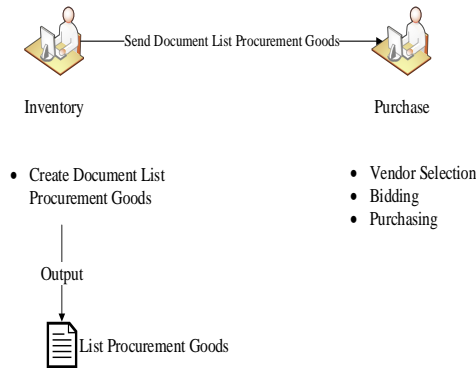 Send Document List Procurement Goods
Inventory
Purchase
• Create Document List
Procurement Goods
• Vendor Selection
• Bidding
• Purchasing
Output
List Procurement Goods